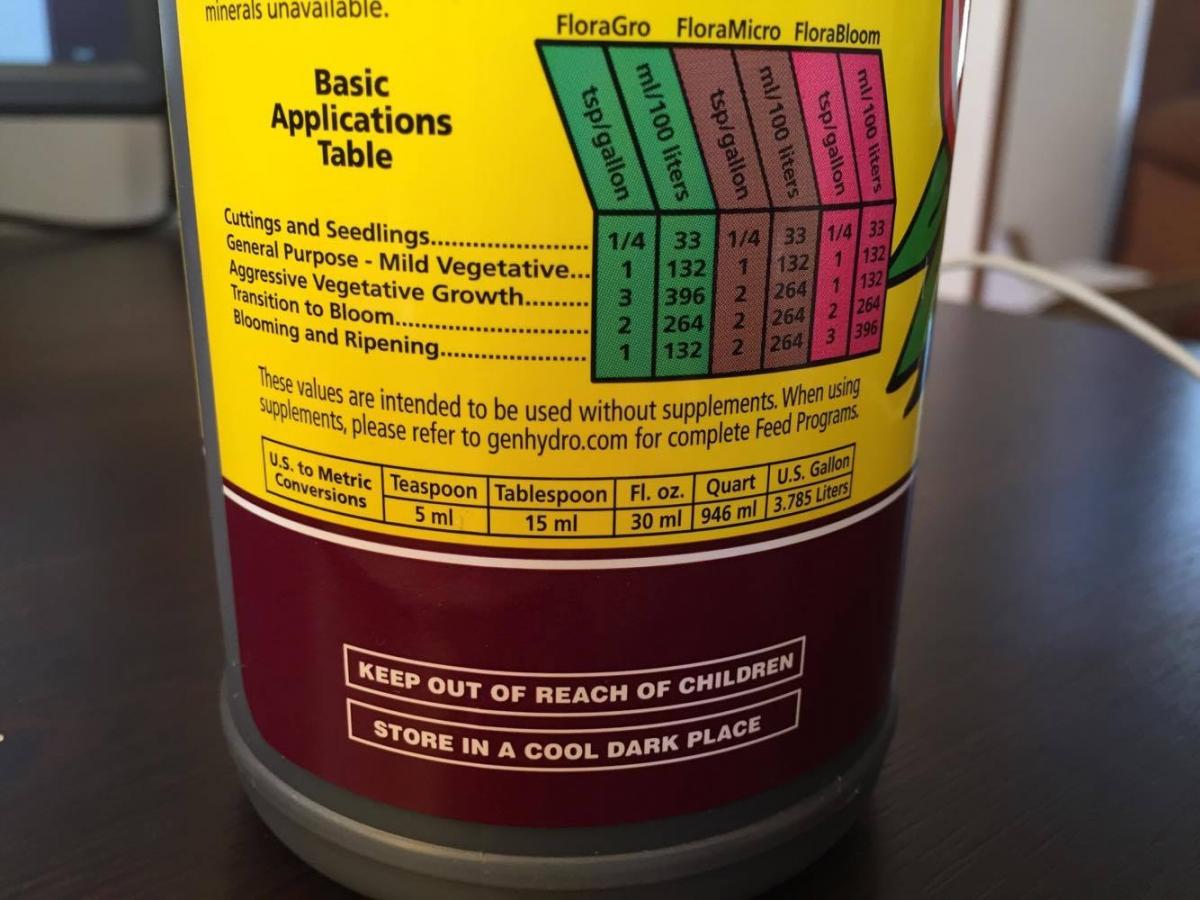 minerals unavailable.
FloraGro FloraMicro FloraBloom
Basic
Applications
Table
tsp/gallon ml/100 liters tsp/gallon ml/100 liters tsp/gallon ml/100 liters
Cuttings and Seedlings.................... 1/4 33 1/4 33 1/4 33
General Purpose - Mild Vegetative... 1 132 1 132 1 132
Aggressive Vegetative Growth.......... 3 396 2 264 1 132
Transition to Bloom........................ 2 264 2 264 2 264
Blooming and Ripening.................... 1 132 2 264 3 396
These values are intended to be used without supplements. When using
supplements, please refer to genhydro.com for complete Feed Programs.
U.S. to Metric Conversions Teaspoon Tablespoon Fl. oz. Quart U.S. Gallon
5 ml 15 ml 30 ml 946 ml 3.785 Liters
KEEP OUT OF REACH OF CHILDREN
STORE IN A COOL DARK PLACE